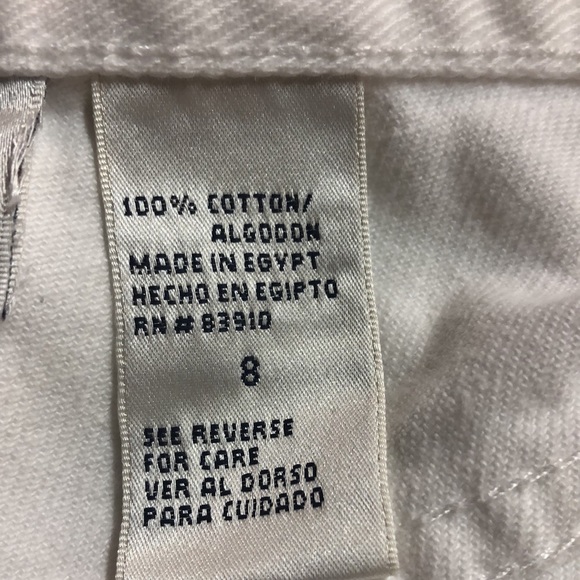 100% COTTON/
ALGODON
MADE IN EGYPT
HECHO EN EGIPTO
RN # 83910
8
SEE REVERSE
FOR CARE
VER AL DORSO
PARA CUIDADO